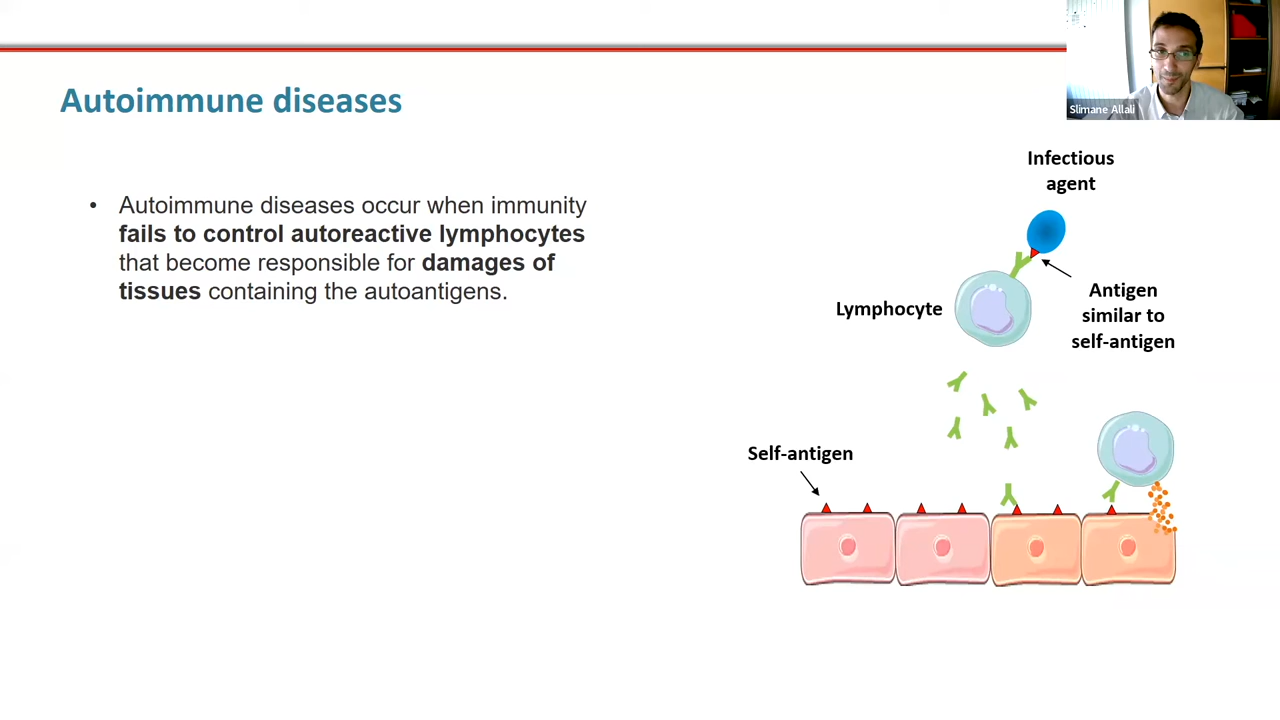 Slimane Allali
Autoimmune diseases
• Autoimmune diseases occur when immunity
fails to control autoreactive lymphocytes
that become responsible for damages of
tissues containing the autoantigens.
Infectious
agent
Lymphocyte
Antigen
similar to
self-antigen
Self-antigen